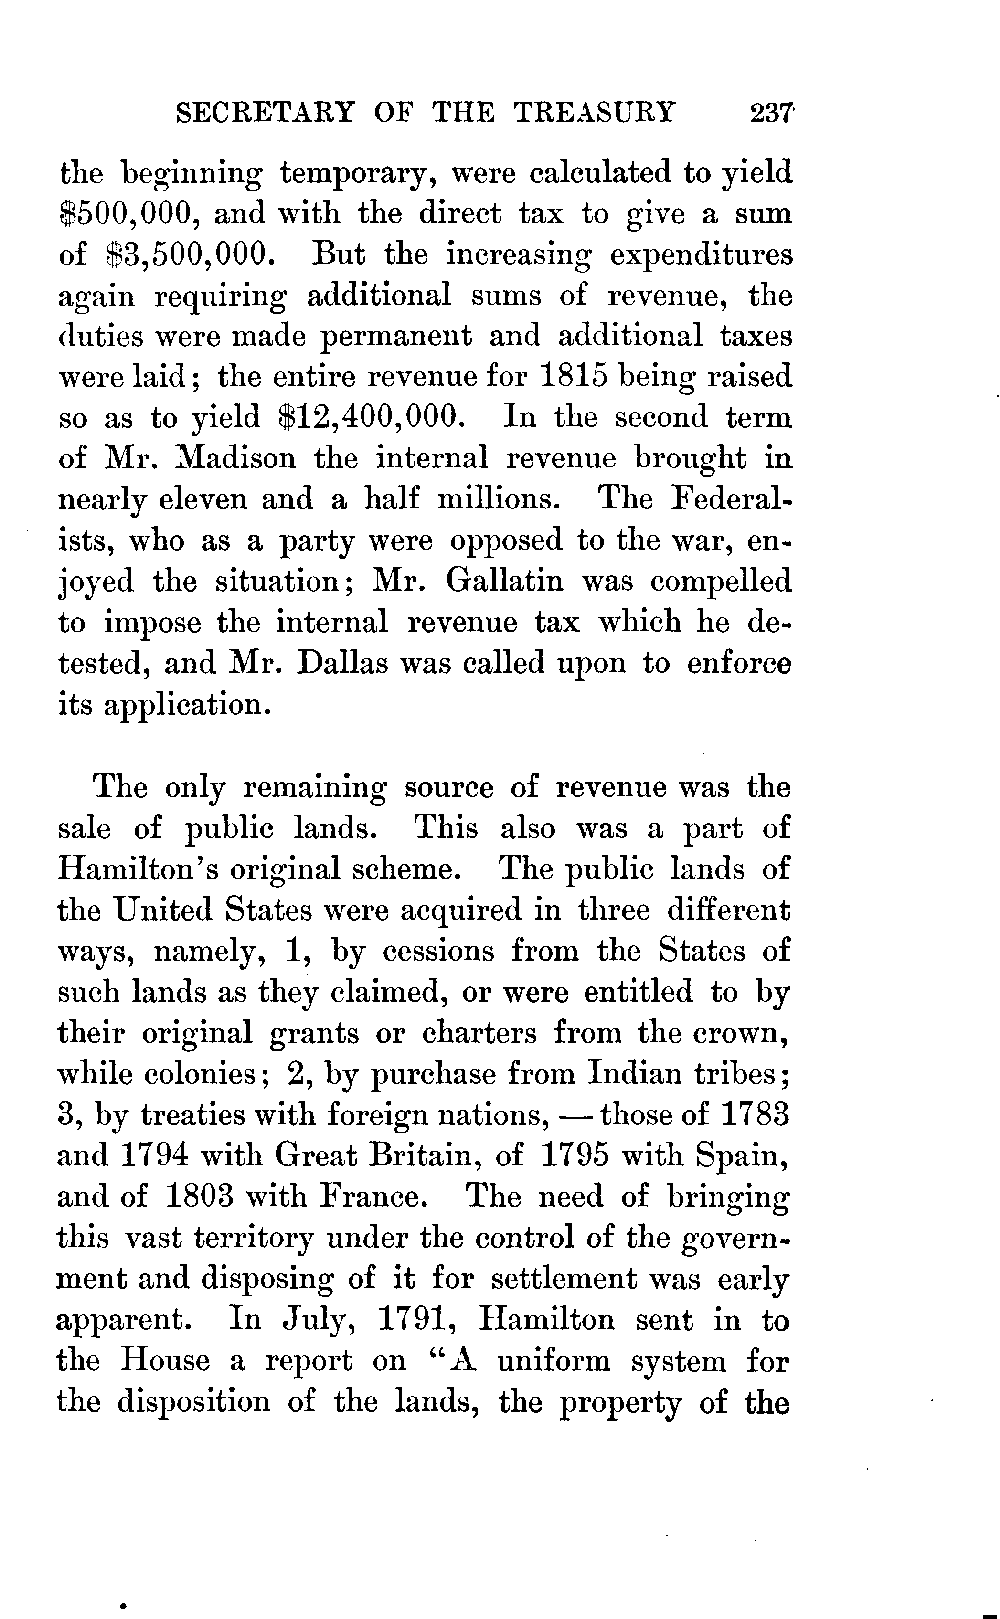 SECRETARY OF THE TREASURY 237
the beginning temporary, were calculated to yield
$500,000, and with the direct tax to give a sum
of $3,500,000. But the increasing expenditures
again requiring additional sums of revenue, the
duties were made permanent and additional taxes
were laid; the entire revenue for 1815 being raised
so as to yield $12,400,000. In the second term
of Mr. Madison the internal revenue brought in
nearly eleven and a half millions. The Federal-
ists, who as a party were opposed to the war, en-
joyed the situation; Mr. Gallatin was compelled
to impose the internal revenue tax which he de-
tested, and Mr. Dallas was called upon to enforce
its application.
The only remaining source of revenue was the
sale of public lands. This also was a part of
Hamilton's original scheme. The public lands of
the United States were acquired in three different
ways, namely, 1, by cessions from the States of
such lands as they claimed, or were entitled to by
their original grants or charters from the crown,
while colonies; 2, by purchase from Indian tribes;
3, by treaties with foreign nations, — those of 1783
and 1794 with Great Britain, of 1795 with Spain,
and of 1803 with France. The need of bringing
this vast territory under the control of the govern-
ment and disposing of it for settlement was early
apparent. In July, 1791, Hamilton sent in to
the House a report on "A uniform system for
the disposition of the lands, the property of the